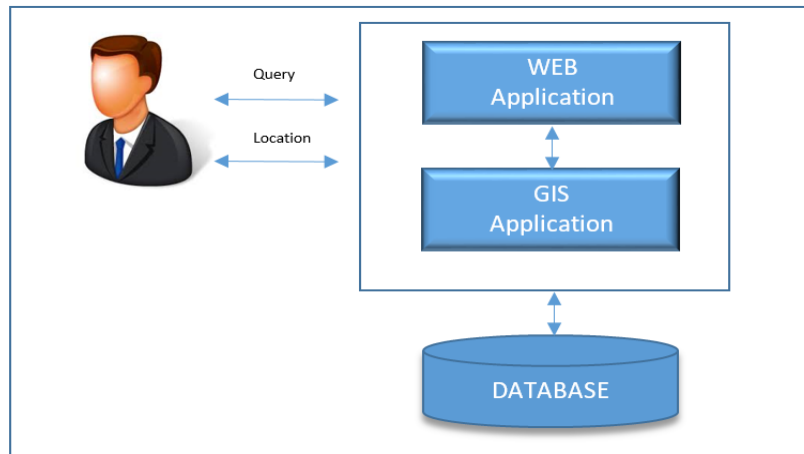 Query
Location
WEB
Application
GIS
Application
DATABASE